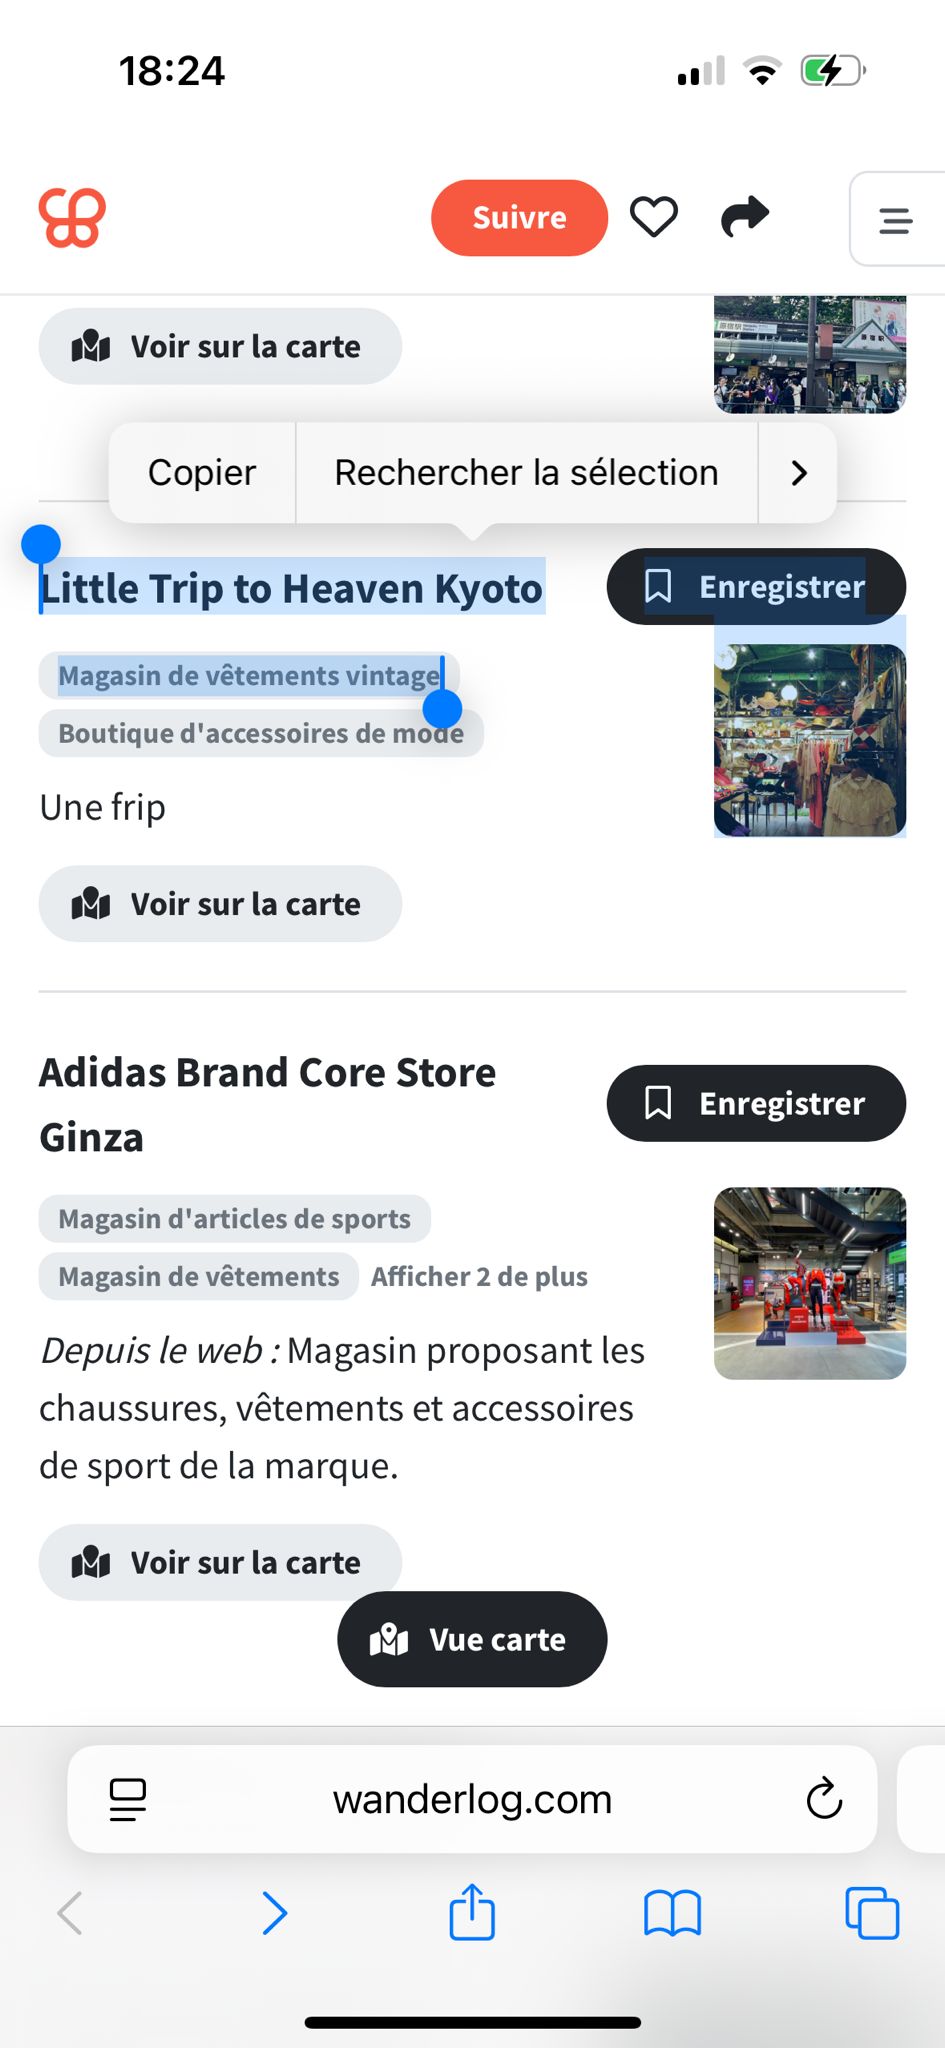 18:24
Suivre
Voir sur la carte
Copier
Rechercher la sélection
Little Trip to Heaven Kyoto
Enregistrer
Magasin de vêtements vintage
Boutique d'accessoires de mode
Une frip
Voir sur la carte
Adidas Brand Core Store
Ginza
Enregistrer
Magasin d'articles de sports
Magasin de vêtements
Afficher 2 de plus
Depuis le web : Magasin proposant les
chaussures, vêtements et accessoires
de sport de la marque.
Voir sur la carte
Vue carte
wanderlog.com